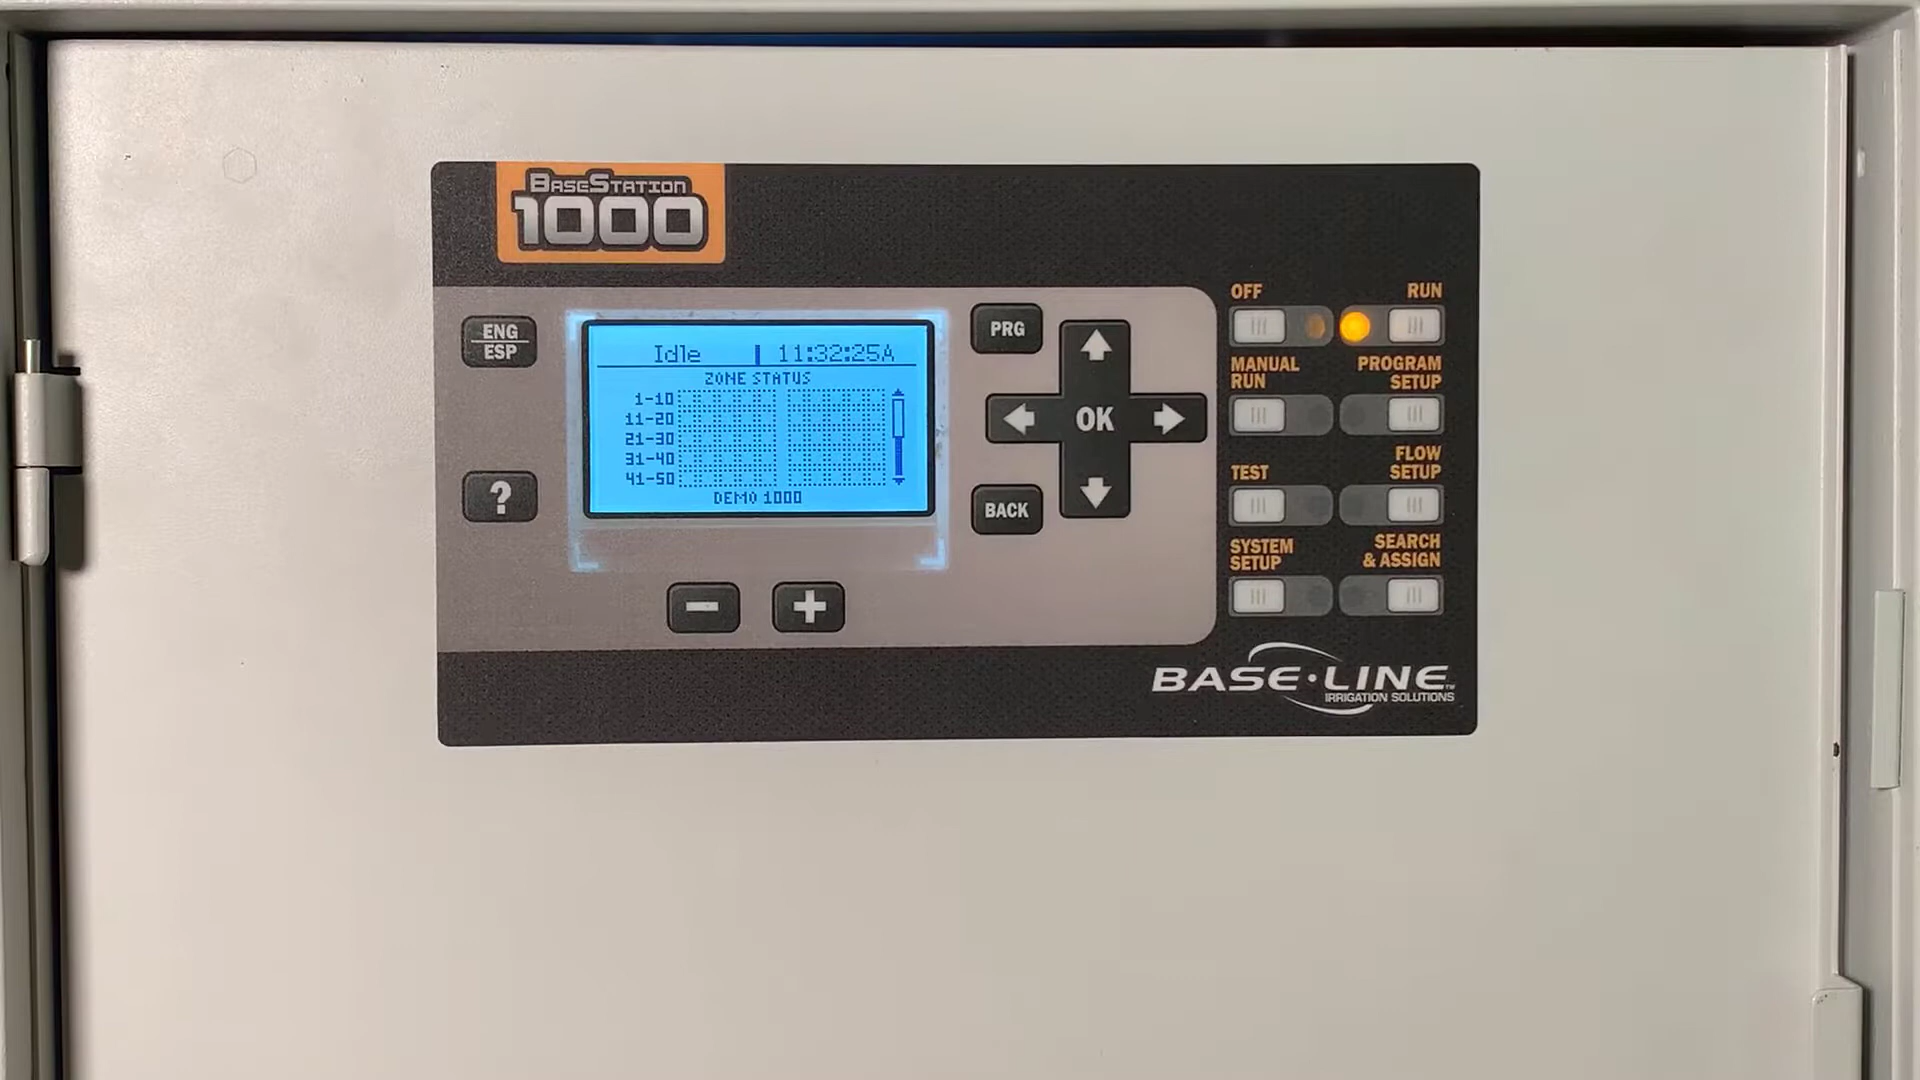 BASESTATION
1000
ENG
ESP
?
Idle 11:32:25A
ZONE STATUS
1-10
11-20
21-30
31-40
41-50
DEMO 1000
- +
PRG
OK
BACK
OFF RUN
MANUAL RUN
PROGRAM SETUP
TEST
FLOW SETUP
SYSTEM SETUP
SEARCH & ASSIGN
BASE·LINE™
IRRIGATION SOLUTIONS